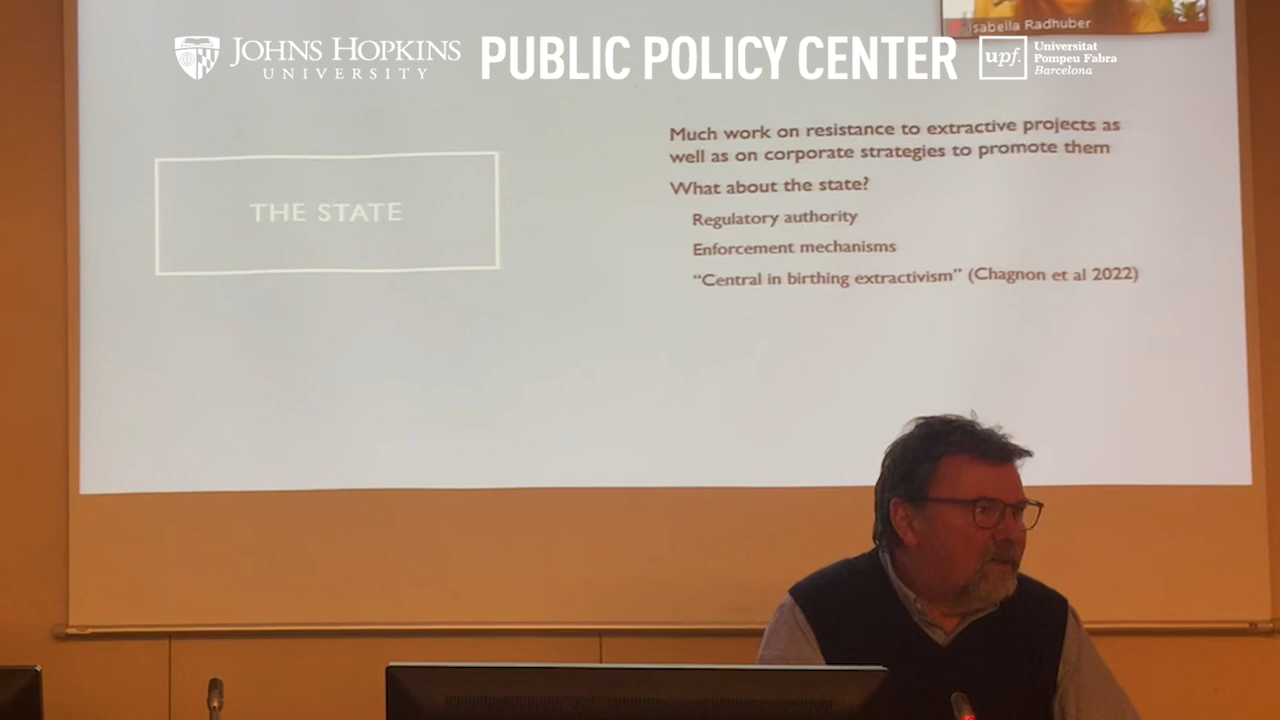 Isabella Radhuber
JOHNS HOPKINS
UNIVERSITY
PUBLIC POLICY CENTER
upf.
Universitat
Pompeu Fabra
Barcelona
THE STATE
Much work on resistance to extractive projects as
well as on corporate strategies to promote them
What about the state?
Regulatory authority
Enforcement mechanisms
“Central in birthing extractivism” (Chagnon et al 2022)